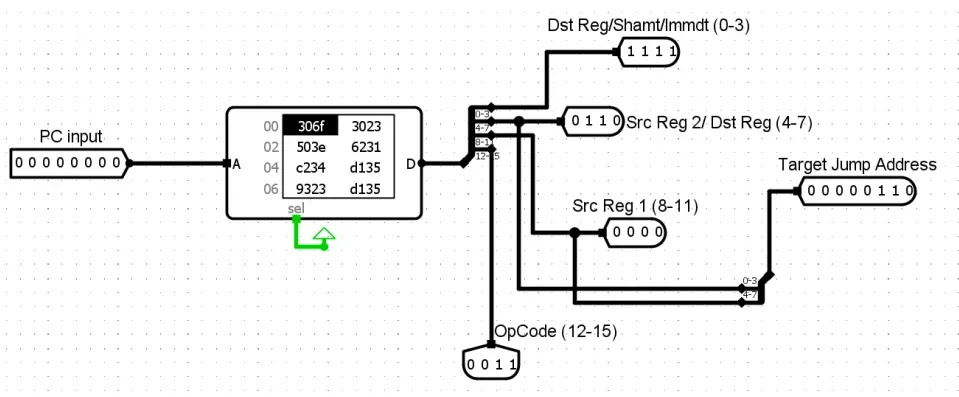 Dst Reg/Shamt/Immdt (0-3)
1 1 1 1
PC input
0 0 0 0 0 0 0 0
A
00 306f 3023
02 503e 6231
04 c234 d135
06 9323 d135
D
sel
0-3
4-7
8-11
12-15
0 1 1 0
Src Reg 2/ Dst Reg (4-7)
Target Jump Address
0 0 0 0 0 1 1 0
Src Reg 1 (8-11)
0 0 0 0
0-3
4-7
OpCode (12-15)
0 0 1 1